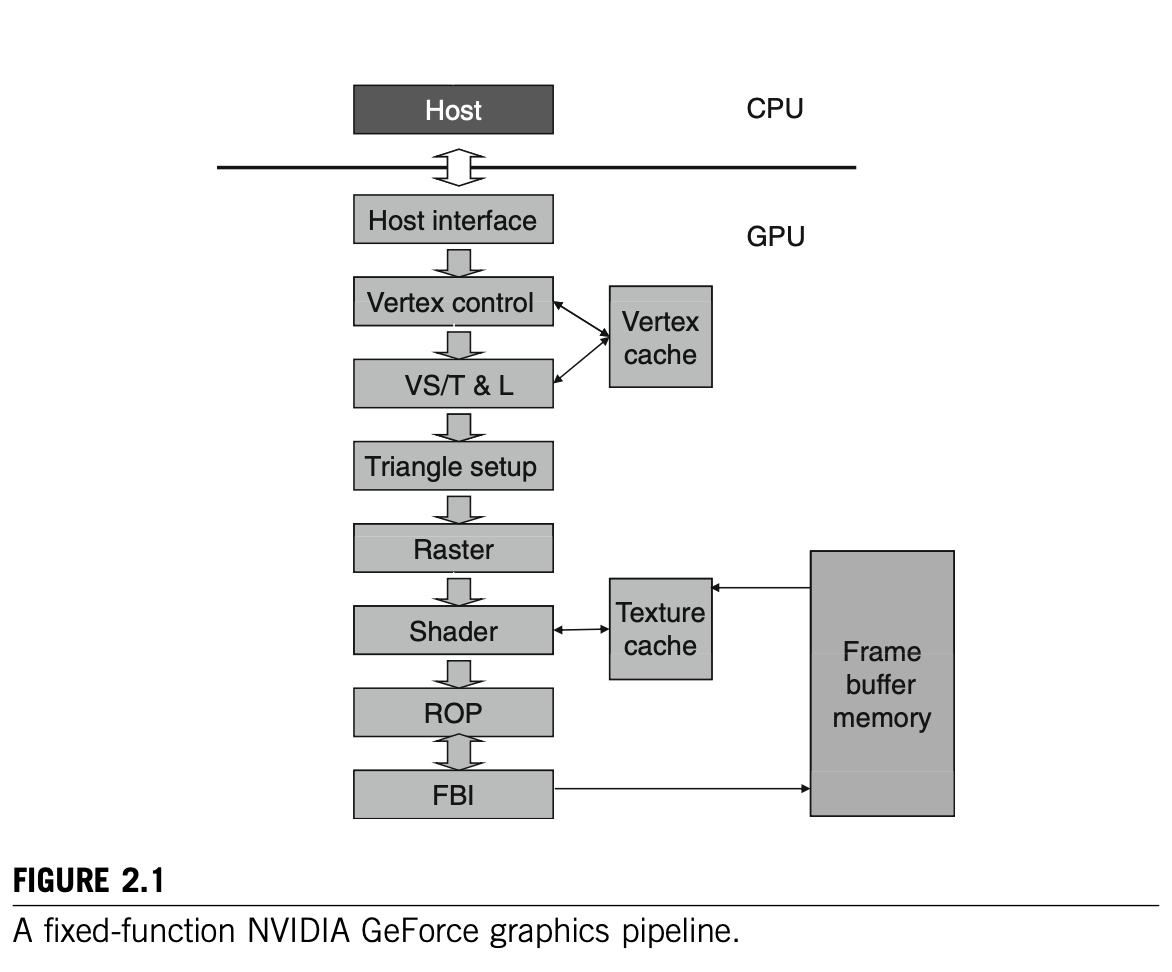 Host
CPU
Host interface
GPU
Vertex control
Vertex
cache
VS/T & L
Triangle setup
Raster
Shader
Texture
cache
Frame
buffer
memory
ROP
FBI
FIGURE 2.1
A fixed-function NVIDIA GeForce graphics pipeline.